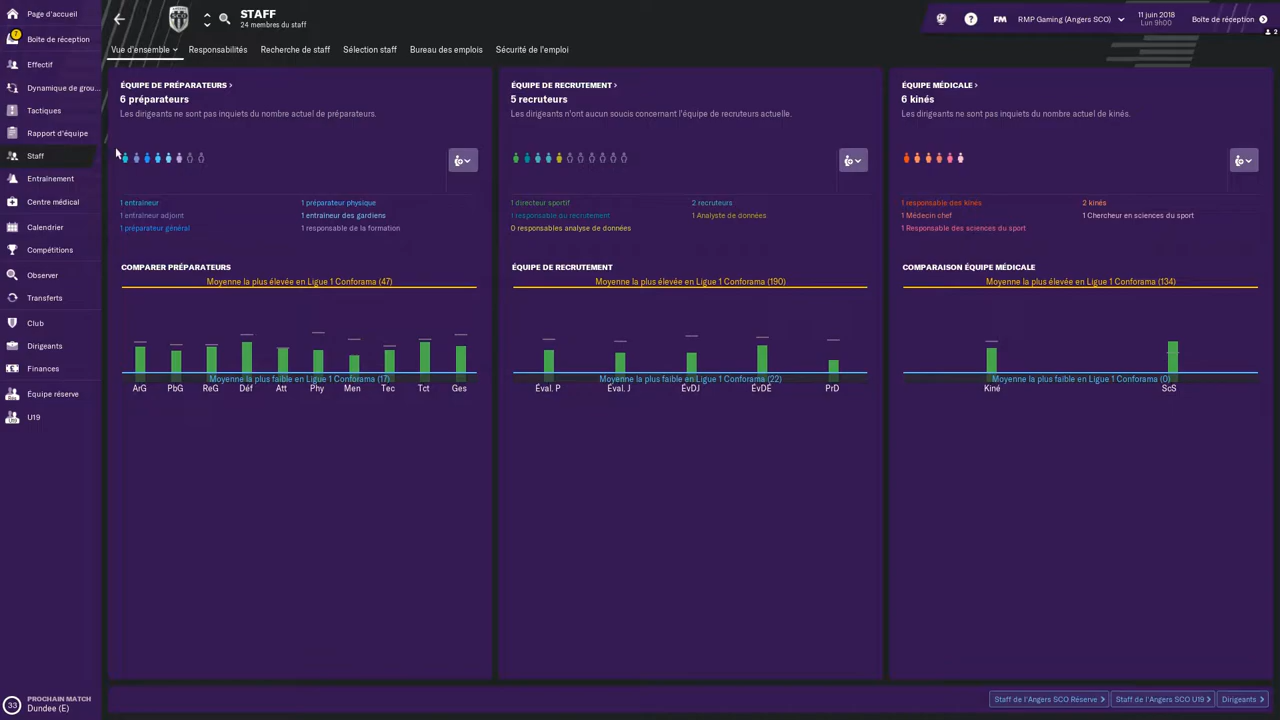 Page d'accueil
7
Boîte de réception
Effectif
Dynamique de grou...
Tactiques
Rapport d'équipe
Staff
Entraînement
Centre médical
Calendrier
Compétitions
Observer
Transferts
Club
Dirigeants
Finances
Équipe réserve
U19
33
PROCHAIN MATCH
Dundee (E)
SCO
STAFF
24 membres du staff
?
FM
RMP Gaming (Angers SCO)
11 juin 2018
Lun 9h00
Boîte de réception
2
Vue d'ensemble
Responsabilités
Recherche de staff
Sélection staff
Bureau des emplois
Sécurité de l'emploi
ÉQUIPE DE PRÉPARATEURS >
6 préparateurs
Les dirigeants ne sont pas inquiets du nombre actuel de préparateurs.
1 entraîneur
1 préparateur physique
1 entraîneur adjoint
1 entraîneur des gardiens
1 préparateur général
1 responsable de la formation
COMPARER PRÉPARATEURS
Moyenne la plus élevée en Ligue 1 Conforama (47)
Moyenne la plus faible en Ligue 1 Conforama (17)
ArG PbG ReG Déf Att Phy Men Tec Tct Ges
ÉQUIPE DE RECRUTEMENT >
5 recruteurs
Les dirigeants n'ont aucun soucis concernant l'équipe de recruteurs actuelle.
1 directeur sportif
2 recruteurs
1 responsable du recrutement
1 Analyste de données
0 responsables analyse de données
ÉQUIPE DE RECRUTEMENT
Moyenne la plus élevée en Ligue 1 Conforama (190)
Moyenne la plus faible en Ligue 1 Conforama (22)
Éval. P Éval. J ÉvDJ ÉvDE PrD
ÉQUIPE MÉDICALE >
6 kinés
Les dirigeants ne sont pas inquiets du nombre actuel de kinés.
1 responsable des kinés
2 kinés
1 Médecin chef
1 Chercheur en sciences du sport
1 Responsable des sciences du sport
COMPARAISON ÉQUIPE MÉDICALE
Moyenne la plus élevée en Ligue 1 Conforama (134)
Moyenne la plus faible en Ligue 1 Conforama (0)
Kiné ScS
Staff de l'Angers SCO Réserve >
Staff de l'Angers SCO U19 >
Dirigeants >